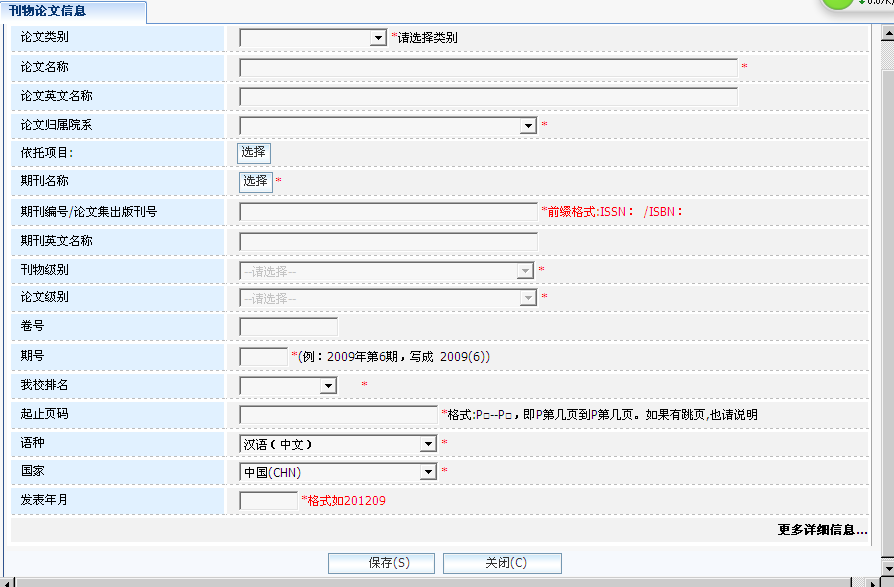 刊物论文信息
论文类别 *请选择类别
论文名称 *
论文英文名称
论文归属院系 *
依托项目: 选择
期刊名称 选择 *
期刊编号/论文集出版刊号 *前缀格式:ISSN： /ISBN：
期刊英文名称
刊物级别 --请选择-- *
论文级别 --请选择-- *
卷号
期号 *(例：2009年第6期，写成 2009(6))
我校排名 *
起止页码 *格式:P□--P□，即P第几页到P第几页。如果有跳页,也请说明
语种 汉语（中文） *
国家 中国(CHN) *
发表年月 *格式如201209
更多详细信息...
保存(S) 关闭(C)